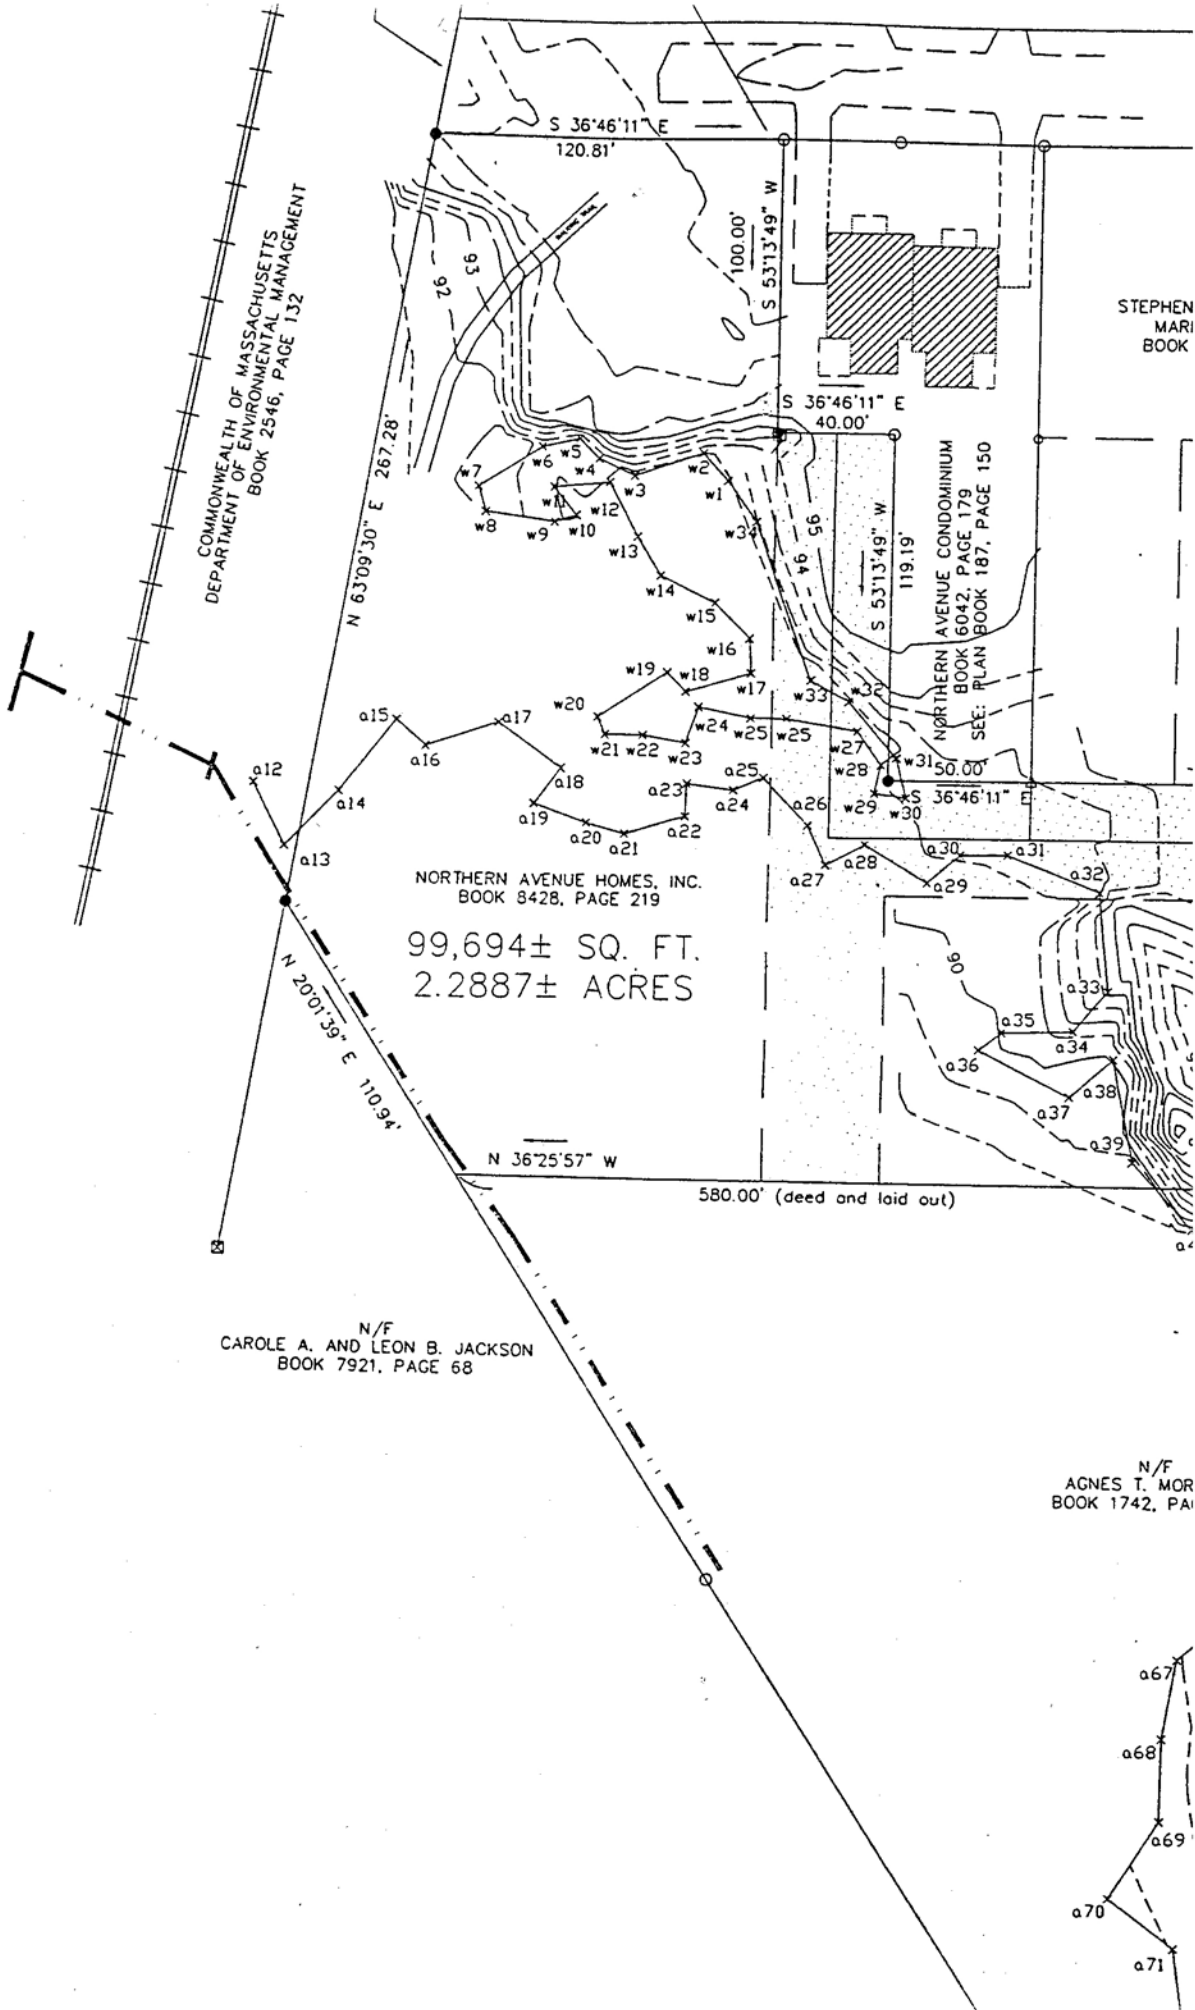 S 36°46'11" E
120.81'
S 53°13'49" W
100.00'
93
92
COMMONWEALTH OF MASSACHUSETTS
DEPARTMENT OF ENVIRONMENTAL MANAGEMENT
BOOK 2546, PAGE 132
N 63°09'30" E 267.28'
STEPHEN
MARI
BOOK
S 36°46'11" E
40.00'
S 53°13'49" W
119.19'
NORTHERN AVENUE CONDOMINIUM
BOOK 6042, PAGE 179
SEE: PLAN BOOK 187, PAGE 150
95
94
w7
w6
w5
w4
w3
w2
w1
w8
w9
w10
w11
w12
w34
w13
w14
w15
w16
w17
w18
w19
w20
w21
w22
w23
w24
w25
w25
w27
w28
w29
w30
w31
w32
w33
50.00'
S 36°46'11" E
a12
a13
a14
a15
a16
a17
a18
a19
a20
a21
a22
a23
a24
a25
a26
a27
a28
a29
a30
a31
a32
NORTHERN AVENUE HOMES, INC.
BOOK 8428, PAGE 219
99,694± SQ. FT.
2.2887± ACRES
N 20°01'39" E 110.94'
90
a33
a34
a35
a36
a37
a38
a39
a4
N 36°25'57" W
580.00' (deed and laid out)
N/F
CAROLE A. AND LEON B. JACKSON
BOOK 7921, PAGE 68
N/F
AGNES T. MOR
BOOK 1742, PA
a67
a68
a69
a70
a71